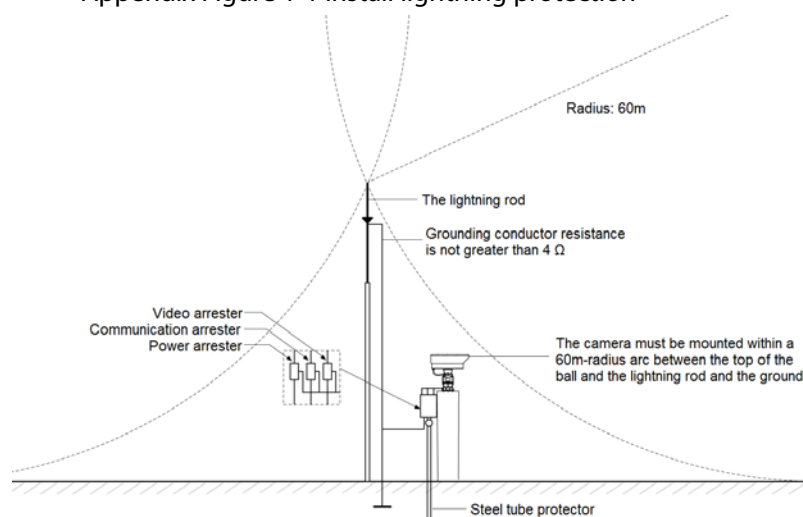 Appendix Figure 1-1 Install lightning protection
Radius: 60m
The lightning rod
Grounding conductor resistance
is not greater than 4 Ω
Video arrester
Communication arrester
Power arrester
The camera must be mounted within a
60m-radius arc between the top of the
ball and the lightning rod and the ground
Steel tube protector